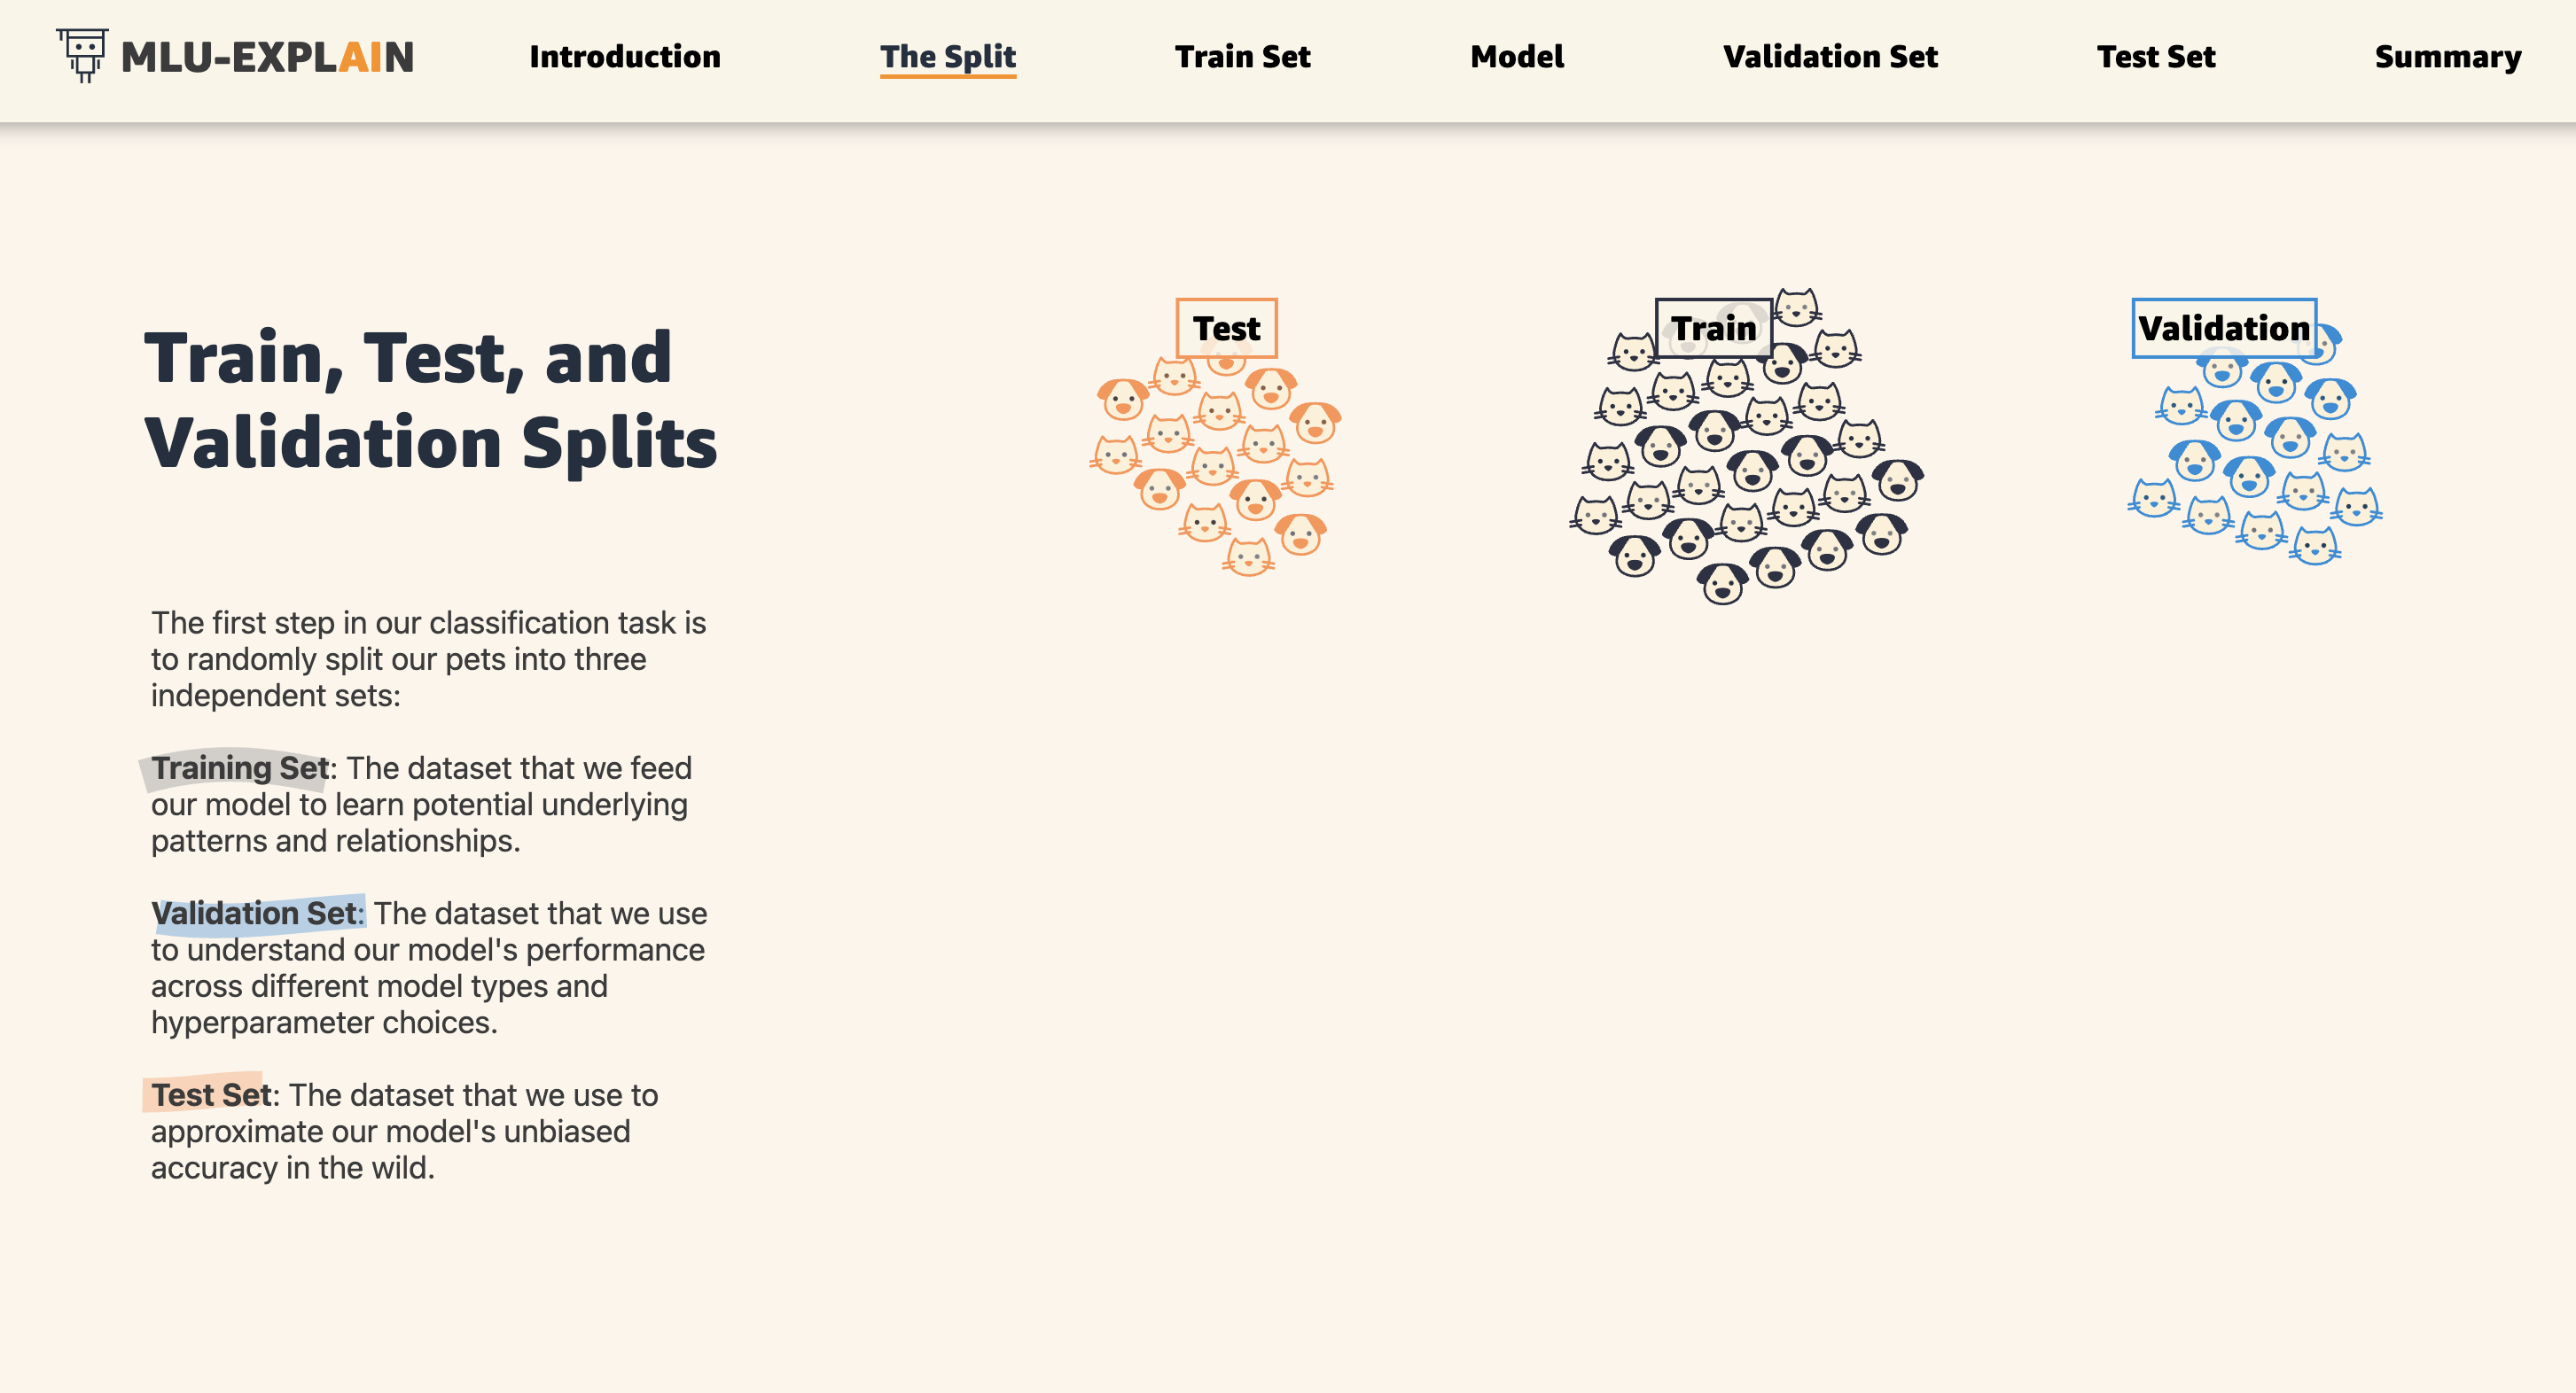 MLU-EXPLAIN
Introduction
The Split
Train Set
Model
Validation Set
Test Set
Summary
Train, Test, and
Validation Splits
The first step in our classification task is
to randomly split our pets into three
independent sets:
Training Set: The dataset that we feed
our model to learn potential underlying
patterns and relationships.
Validation Set: The dataset that we use
to understand our model's performance
across different model types and
hyperparameter choices.
Test Set: The dataset that we use to
approximate our model's unbiased
accuracy in the wild.
Test
Train
Validation